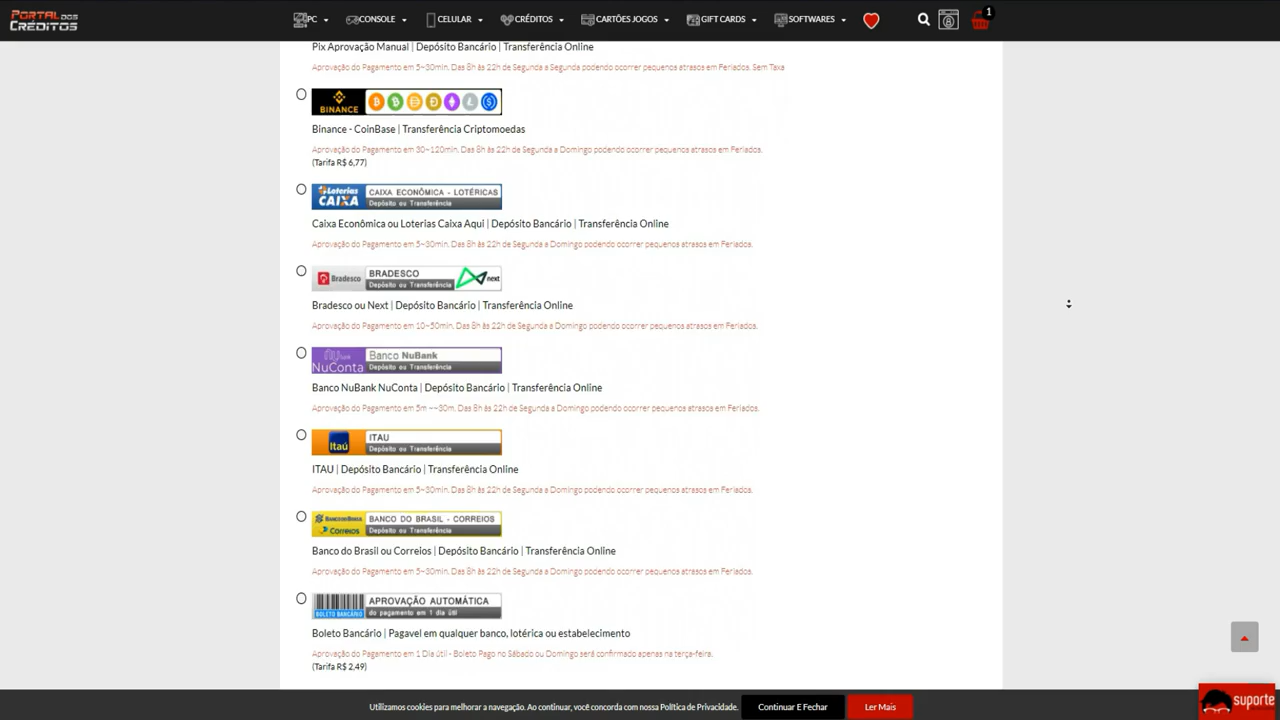 PORTAL DOS CRÉDITOS
PC CONSOLE CELULAR CRÉDITOS CARTÕES JOGOS GIFT CARDS SOFTWARES 1
Pix Aprovação Manual | Depósito Bancário | Transferência Online
Aprovação do Pagamento em 5~30min. Das 8h às 22h de Segunda a Segunda podendo ocorrer pequenos atrasos em Feriados. Sem Taxa
BINANCE
Binance - CoinBase | Transferência Criptomoedas
Aprovação do Pagamento em 30~120min. Das 8h às 22h de Segunda a Domingo podendo ocorrer pequenos atrasos em Feriados.
(Tarifa R$ 6,77)
Loterias CAIXA CAIXA ECONÔMICA - LOTÉRICAS
Depósito ou Transferência
Caixa Econômica ou Loterias Caixa Aqui | Depósito Bancário | Transferência Online
Aprovação do Pagamento em 5~30min. Das 8h às 22h de Segunda a Domingo podendo ocorrer pequenos atrasos em Feriados.
Bradesco BRADESCO next
Depósito ou Transferência
Bradesco ou Next | Depósito Bancário | Transferência Online
Aprovação do Pagamento em 10~50min. Das 8h às 22h de Segunda a Domingo podendo ocorrer pequenos atrasos em Feriados.
NuConta Banco NuBank
Depósito ou Transferência
Banco NuBank NuConta | Depósito Bancário | Transferência Online
Aprovação do Pagamento em 5m ~~30m. Das 8h às 22h de Segunda a Domingo podendo ocorrer pequenos atrasos em Feriados.
Itaú ITAU
Depósito ou Transferência
ITAU | Depósito Bancário | Transferência Online
Aprovação do Pagamento em 5~30min. Das 8h às 22h de Segunda a Domingo podendo ocorrer pequenos atrasos em Feriados.
BANCO DO BRASIL BANCO DO BRASIL - CORREIOS
Correios Depósito ou Transferência
Banco do Brasil ou Correios | Depósito Bancário | Transferência Online
Aprovação do Pagamento em 5~30min. Das 8h às 22h de Segunda a Domingo podendo ocorrer pequenos atrasos em Feriados.
APROVAÇÃO AUTOMÁTICA
BOLETO BANCÁRIO do pagamento em 1 dia útil
Boleto Bancário | Pagavel em qualquer banco, lotérica ou estabelecimento
Aprovação do Pagamento em 1 Dia útil - Boleto Pago no Sábado ou Domingo será confirmado apenas na terça-feira.
(Tarifa R$ 2,49)
Utilizamos cookies para melhorar a navegação. Ao continuar, você concorda com nossa Política de Privacidade. Continuar E Fechar Ler Mais
suporte